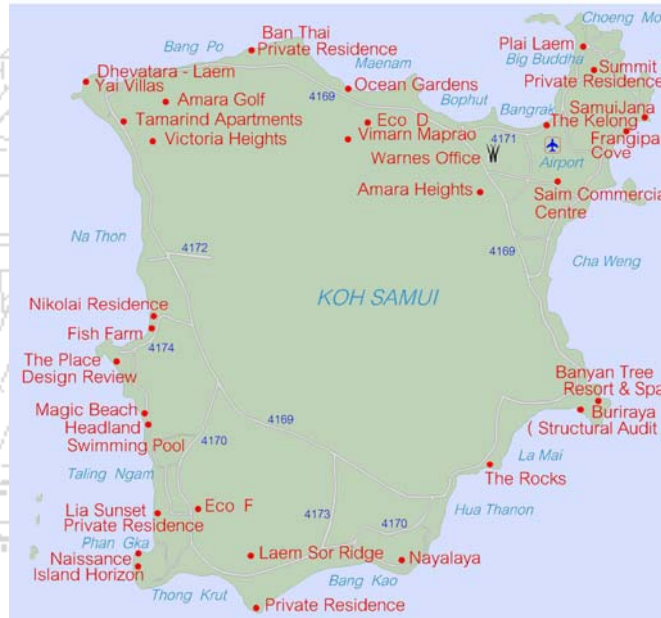 Choeng Mo
Ban Thai
Private Residence
Bang Po
Plai Laem
Maenam
Big Buddha
Summit
Private Residence
Dhevatara - Laem
Yai Villas
Ocean Gardens
Amara Golf
4169
Bophut
SamuiJana
Bangrak
The Kelong
Tamarind Apartments
Eco D
Frangipa
Cove
Victoria Heights
Vimarn Maprao
4171
Warnes Office
Airport
Amara Heights
Saim Commercia
Centre
Na Thon
4172
4169
Cha Weng
KOH SAMUI
Nikolai Residence
Fish Farm
4174
The Place
Design Review
Banyan Tree
Resort & Spa
Magic Beach
Headland
Swimming Pool
4169
Buriraya
( Structural Audit
4170
La Mai
Taling Ngam
The Rocks
Lia Sunset
Private Residence
Eco F
4173
4170
Hua Thanon
Phan Gka
Naissance
Island Horizon
Laem Sor Ridge
Nayalaya
Bang Kao
Thong Krut
Private Residence